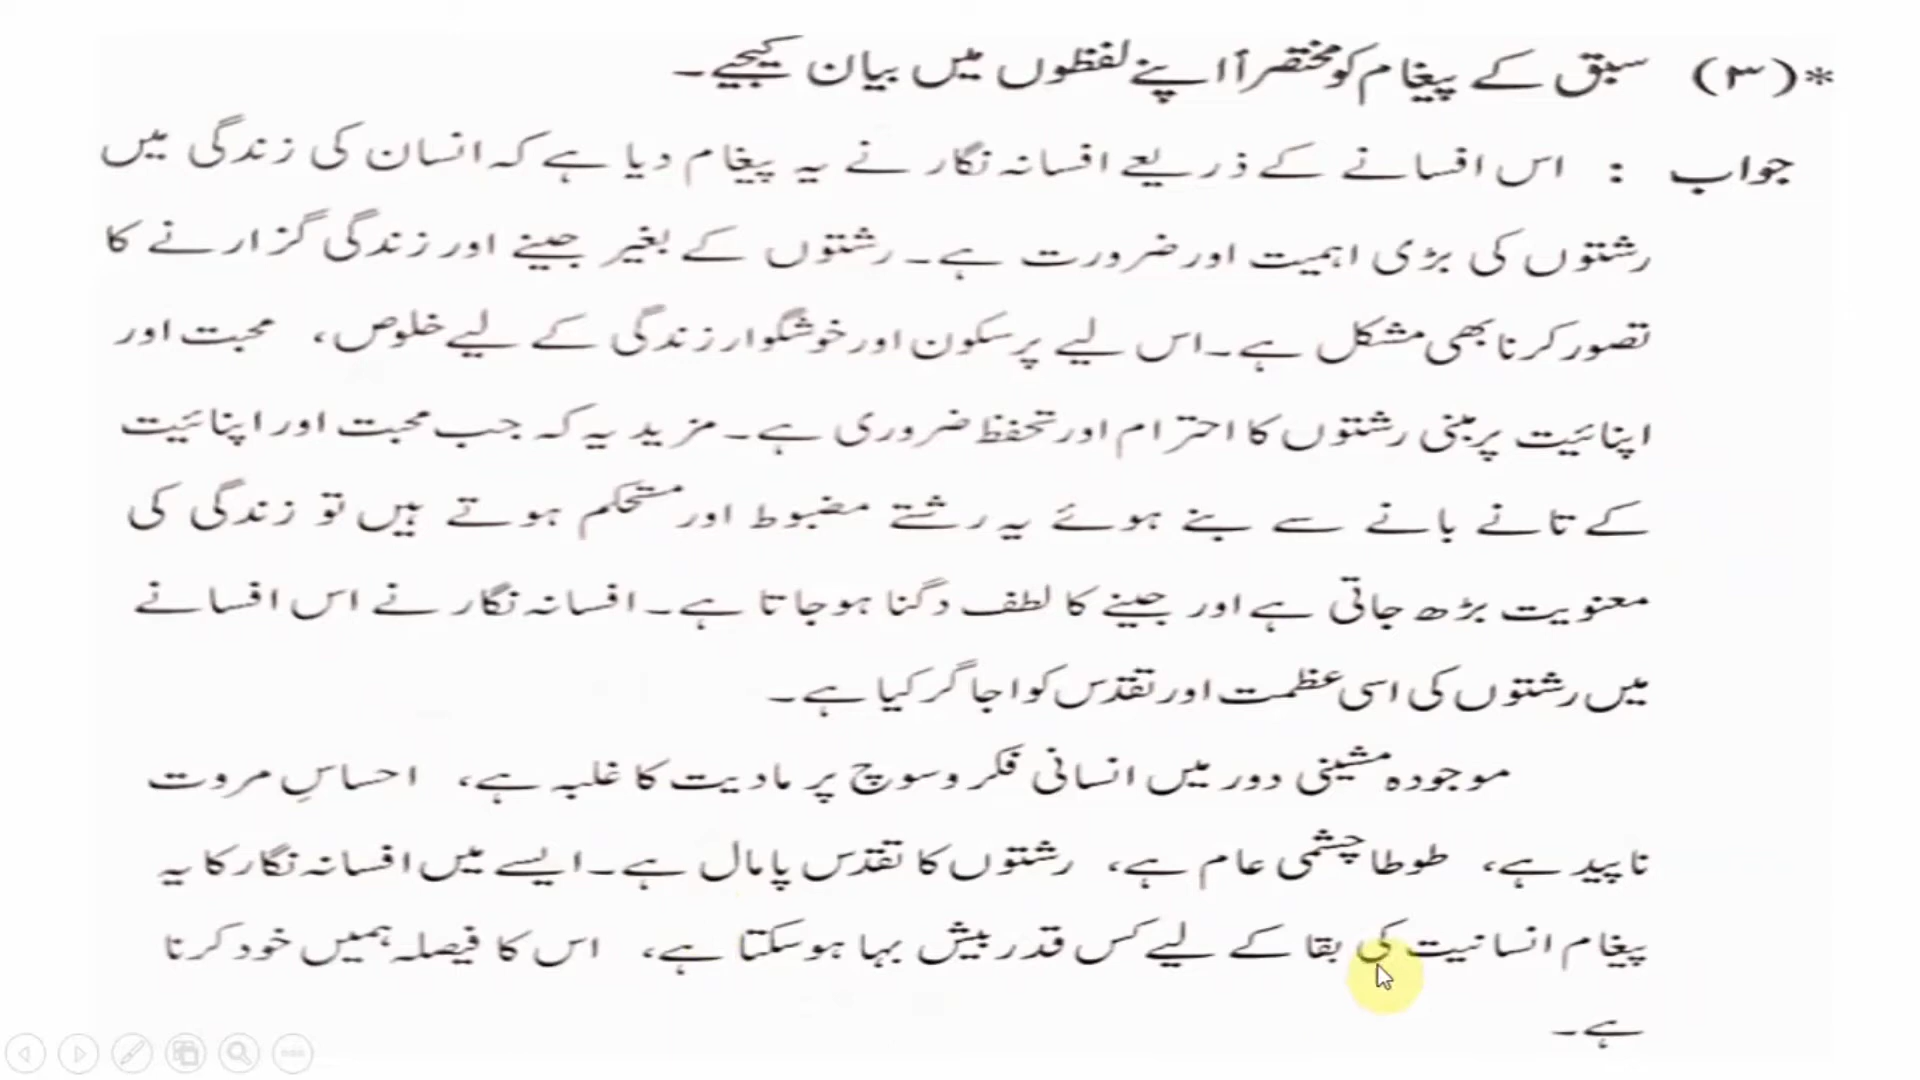 *(۳) سبق کے پیغام کو مختصراً اپنے لفظوں میں بیان کیجیے۔
جواب : اس افسانے کے ذریعے افسانہ نگار نے یہ پیغام دیا ہے کہ انسان کی زندگی میں
رشتوں کی بڑی اہمیت اور ضرورت ہے۔ رشتوں کے بغیر جینے اور زندگی گزارنے کا
تصور کرنا بھی مشکل ہے۔ اس لیے پرسکون اور خوشگوار زندگی کے لیے خلوص، محبت اور
اپنائیت پر مبنی رشتوں کا احترام اور تحفظ ضروری ہے۔ مزید یہ کہ جب محبت اور اپنائیت
کے تانے بانے سے بنے ہوئے یہ رشتے مضبوط اور مستحکم ہوتے ہیں تو زندگی کی
معنویت بڑھ جاتی ہے اور جینے کا لطف دگنا ہو جاتا ہے۔ افسانہ نگار نے اس افسانے
میں رشتوں کی اسی عظمت اور تقدّس کو اجاگر کیا ہے۔
موجودہ مشینی دور میں انسانی فکر و سوچ پر مادیت کا غلبہ ہے، احساسِ مروت
ناپید ہے، طوطا چشمی عام ہے، رشتوں کا تقدّس پامال ہے۔ ایسے میں افسانہ نگار کا یہ
پیغام انسانیت کی بقا کے لیے کس قدر بیش بہا ہو سکتا ہے، اس کا فیصلہ ہمیں خود کرنا
ہے۔